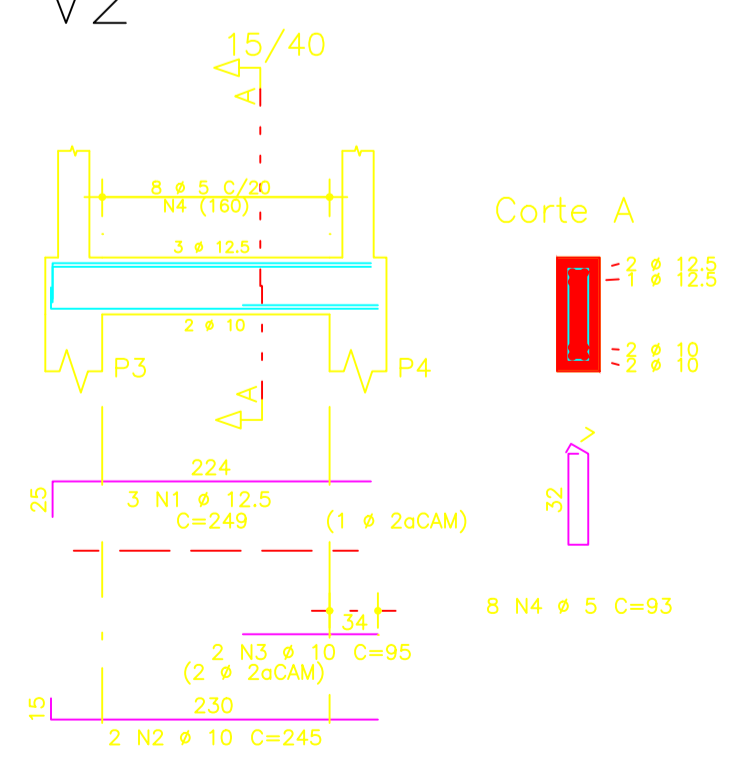 V2
15/40
A
8 ø 5 C/20
N4 (160)
3 ø 12.5
2 ø 10
P3
P4
A
Corte A
2 ø 12.5
1 ø 12.5
2 ø 10
2 ø 10
224
25
3 N1 ø 12.5
C=249
(1 ø 2aCAM)
32
7
8 N4 ø 5 C=93
34
2 N3 ø 10 C=95
(2 ø 2aCAM)
15
230
2 N2 ø 10 C=245